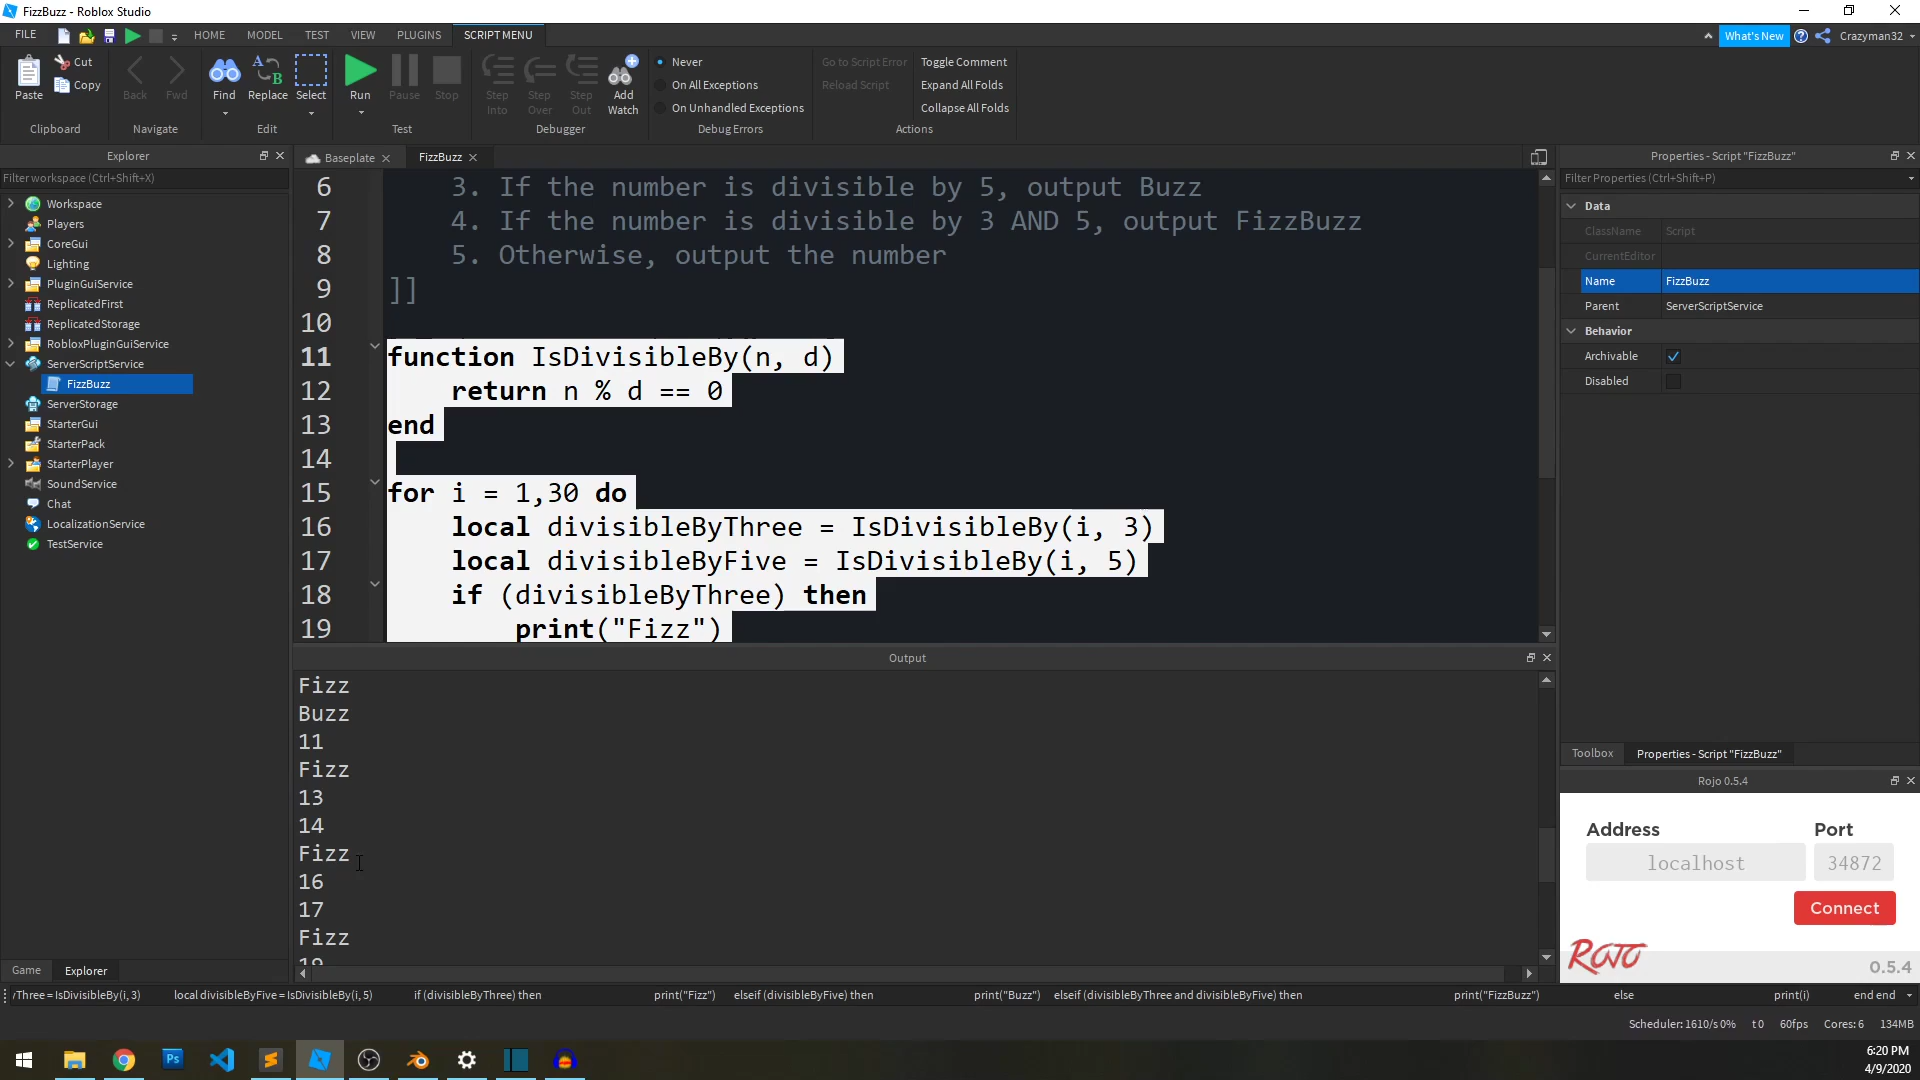 FizzBuzz - Roblox Studio
FILE
HOME
MODEL
TEST
VIEW
PLUGINS
SCRIPT MENU
What's New
Crazyman32
Paste
Cut
Copy
Clipboard
Back
Fwd
Navigate
Find
Replace
Select
Edit
Run
Pause
Stop
Test
Step Into
Step Over
Step Out
Add Watch
Debugger
Never
On All Exceptions
On Unhandled Exceptions
Debug Errors
Go to Script Error
Reload Script
Toggle Comment
Expand All Folds
Collapse All Folds
Actions
Explorer
Filter workspace (Ctrl+Shift+X)
Workspace
Players
CoreGui
Lighting
PluginGuiService
ReplicatedFirst
ReplicatedStorage
RobloxPluginGuiService
ServerScriptService
FizzBuzz
ServerStorage
StarterGui
StarterPack
StarterPlayer
SoundService
Chat
LocalizationService
TestService
Game
Explorer
Baseplate
FizzBuzz
6 3. If the number is divisible by 5, output Buzz
7 4. If the number is divisible by 3 AND 5, output FizzBuzz
8 5. Otherwise, output the number
9 ]]
10
11 function IsDivisibleBy(n, d)
12 return n % d == 0
13 end
14
15 for i = 1,30 do
16 local divisibleByThree = IsDivisibleBy(i, 3)
17 local divisibleByFive = IsDivisibleBy(i, 5)
18 if (divisibleByThree) then
19 print("Fizz")
Output
Fizz
Buzz
11
Fizz
13
14
Fizz
16
17
Fizz
19
Properties - Script "FizzBuzz"
Filter Properties (Ctrl+Shift+P)
Data
ClassName Script
CurrentEditor
Name FizzBuzz
Parent ServerScriptService
Behavior
Archivable
Disabled
Toolbox
Properties - Script "FizzBuzz"
Rojo 0.5.4
Address
Port
localhost
34872
Connect
ROJO
0.5.4
rThree = IsDivisibleBy(i, 3) local divisibleByFive = IsDivisibleBy(i, 5) if (divisibleByThree) then print("Fizz") elseif (divisibleByFive) then print("Buzz") elseif (divisibleByThree and divisibleByFive) then print("FizzBuzz") else print(i) end end
Scheduler: 1610/s 0% t 0 60fps Cores: 6 134MB
Ps
6:20 PM
4/9/2020